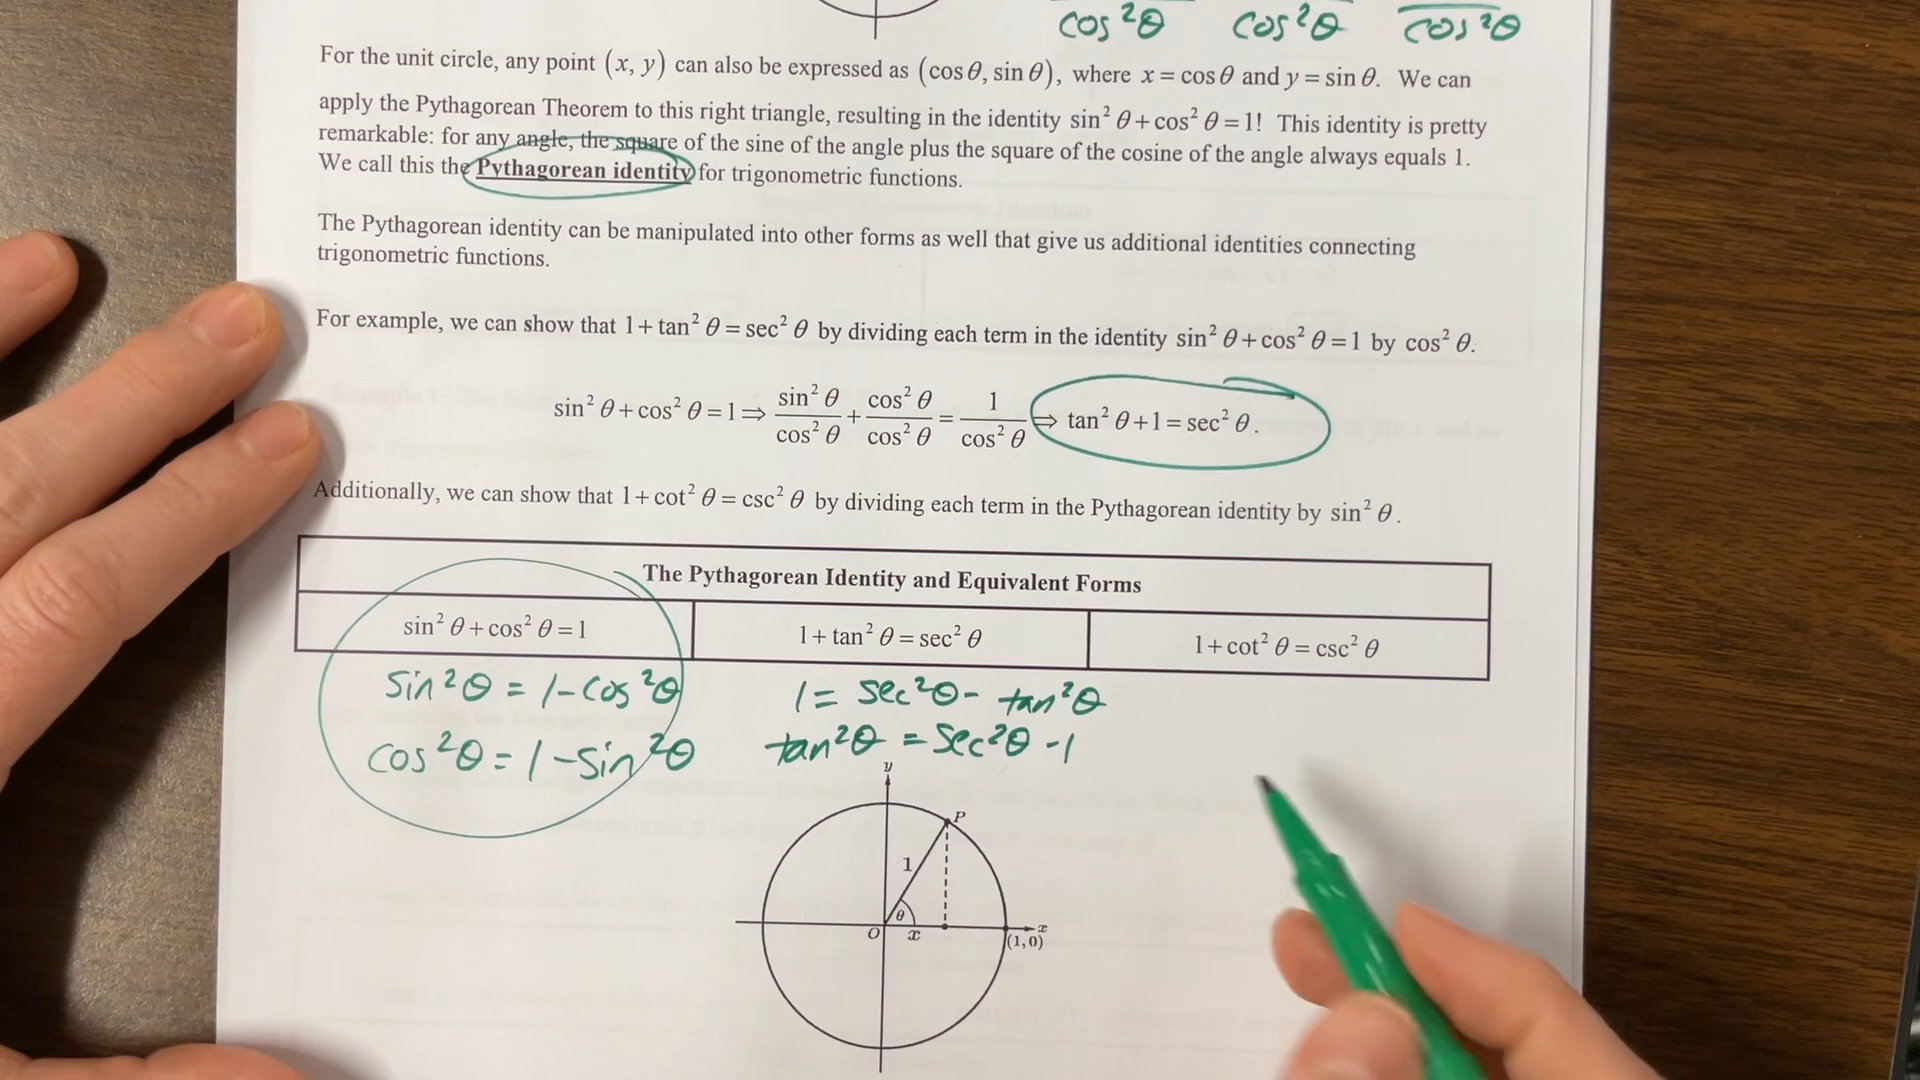 cos²θ cos²θ cos²θ
For the unit circle, any point (x, y) can also be expressed as (cos θ, sin θ), where x = cos θ and y = sin θ. We can
apply the Pythagorean Theorem to this right triangle, resulting in the identity sin² θ + cos² θ = 1! This identity is pretty
remarkable: for any angle, the square of the sine of the angle plus the square of the cosine of the angle always equals 1.
We call this the Pythagorean identity for trigonometric functions.
The Pythagorean identity can be manipulated into other forms as well that give us additional identities connecting
trigonometric functions.
For example, we can show that 1 + tan² θ = sec² θ by dividing each term in the identity sin² θ + cos² θ = 1 by cos² θ.
sin² θ + cos² θ = 1 ⇒ sin² θ / cos² θ + cos² θ / cos² θ = 1 / cos² θ ⇒ tan² θ + 1 = sec² θ.
Additionally, we can show that 1 + cot² θ = csc² θ by dividing each term in the Pythagorean identity by sin² θ.
The Pythagorean Identity and Equivalent Forms
sin² θ + cos² θ = 1 1 + tan² θ = sec² θ 1 + cot² θ = csc² θ
sin²θ = 1 - cos²θ 1 = sec²θ - tan²θ
cos²θ = 1 - sin²θ tan²θ = sec²θ - 1
y
P
1
θ
O x x
(1, 0)